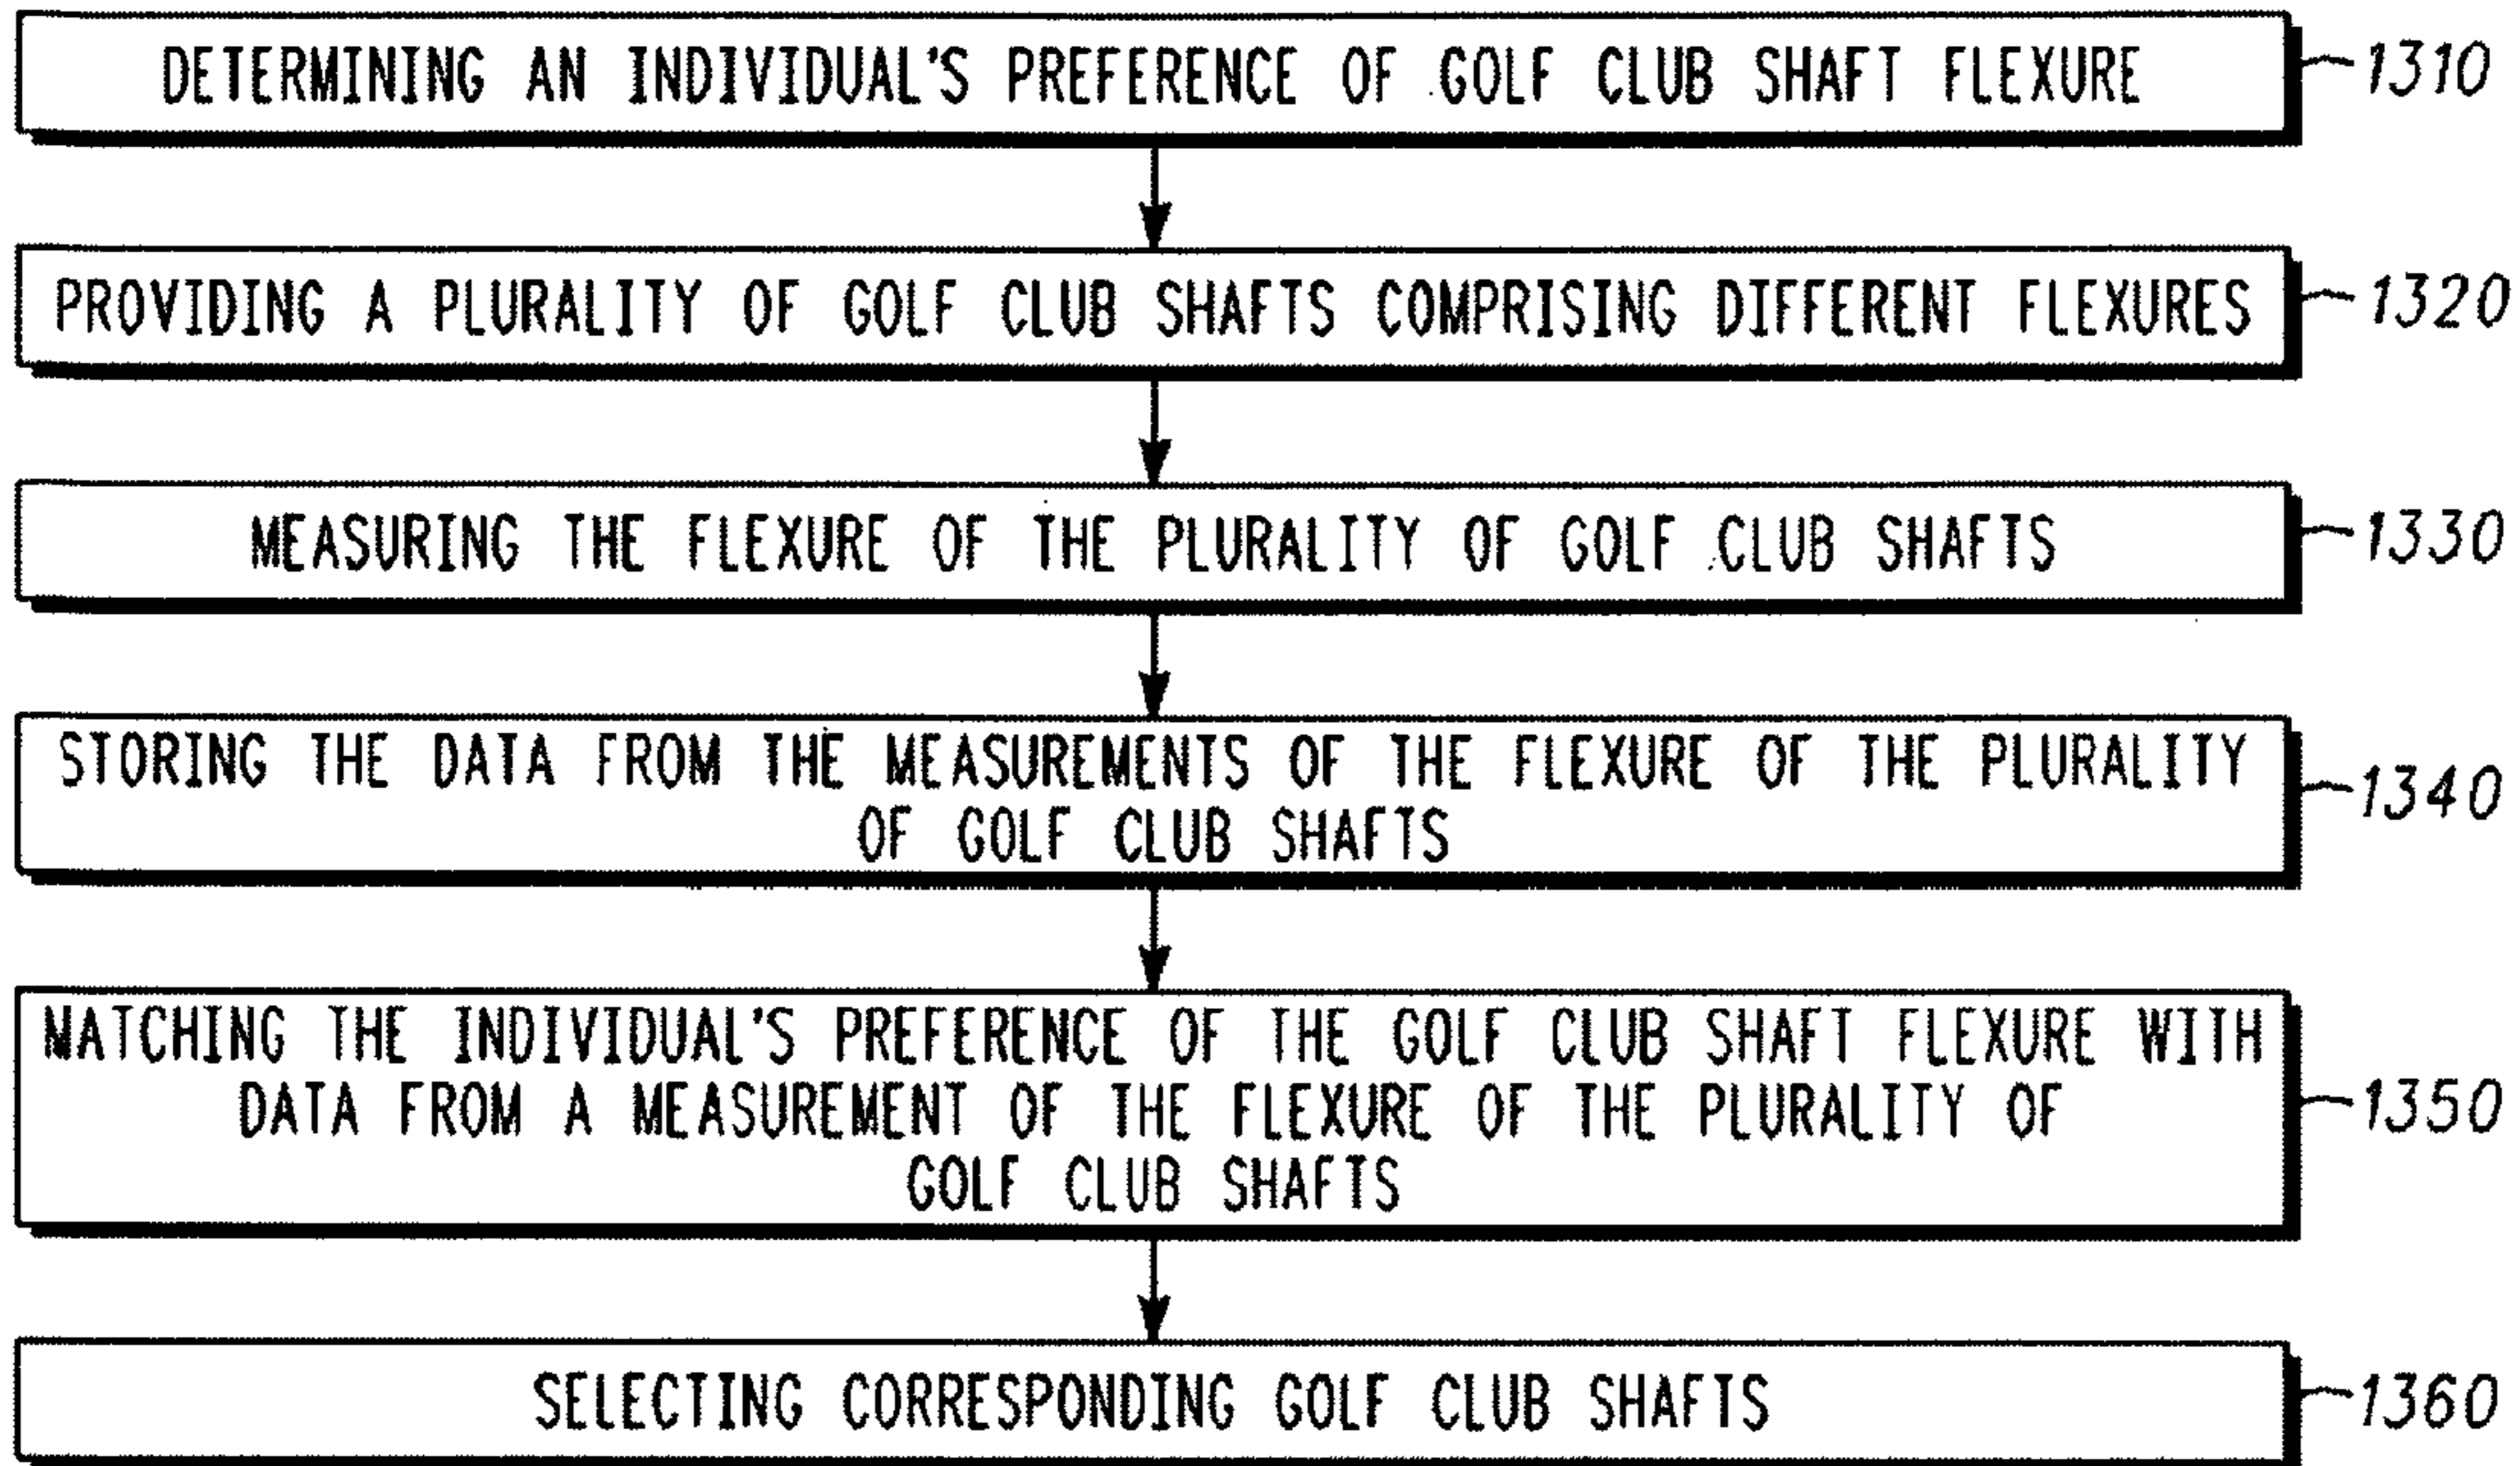 DETERMINING AN INDIVIDUAL'S PREFERENCE OF GOLF CLUB SHAFT FLEXURE
1310
PROVIDING A PLURALITY OF GOLF CLUB SHAFTS COMPRISING DIFFERENT FLEXURES
1320
MEASURING THE FLEXURE OF THE PLURALITY OF GOLF CLUB SHAFTS
1330
STORING THE DATA FROM THE MEASUREMENTS OF THE FLEXURE OF THE PLURALITY
OF GOLF CLUB SHAFTS
1340
MATCHING THE INDIVIDUAL'S PREFERENCE OF THE GOLF CLUB SHAFT FLEXURE WITH
DATA FROM A MEASUREMENT OF THE FLEXURE OF THE PLURALITY OF
GOLF CLUB SHAFTS
1350
SELECTING CORRESPONDING GOLF CLUB SHAFTS
1360